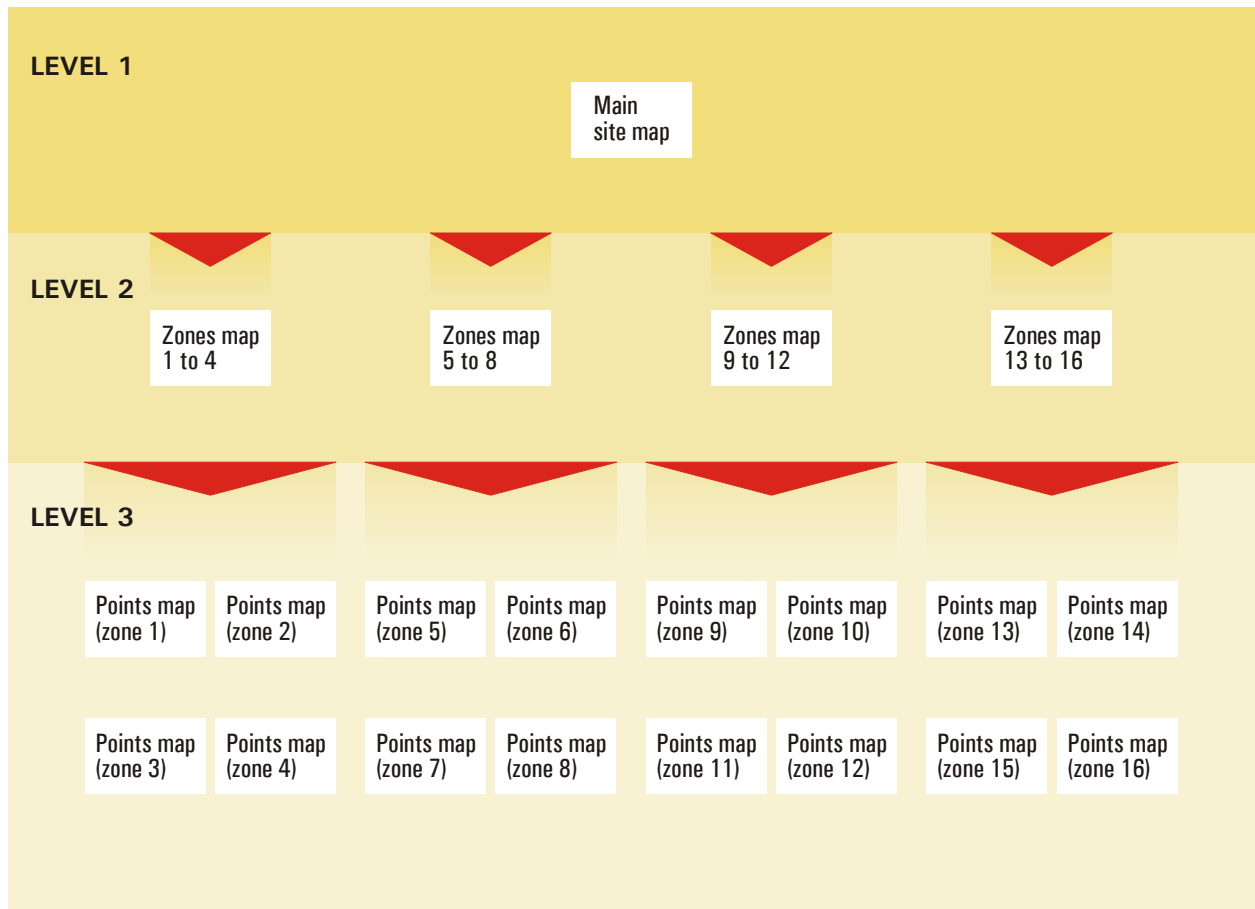 LEVEL 1
Main
site map
LEVEL 2
Zones map
1 to 4
Zones map
5 to 8
Zones map
9 to 12
Zones map
13 to 16
LEVEL 3
Points map
(zone 1)
Points map
(zone 2)
Points map
(zone 5)
Points map
(zone 6)
Points map
(zone 9)
Points map
(zone 10)
Points map
(zone 13)
Points map
(zone 14)
Points map
(zone 3)
Points map
(zone 4)
Points map
(zone 7)
Points map
(zone 8)
Points map
(zone 11)
Points map
(zone 12)
Points map
(zone 15)
Points map
(zone 16)